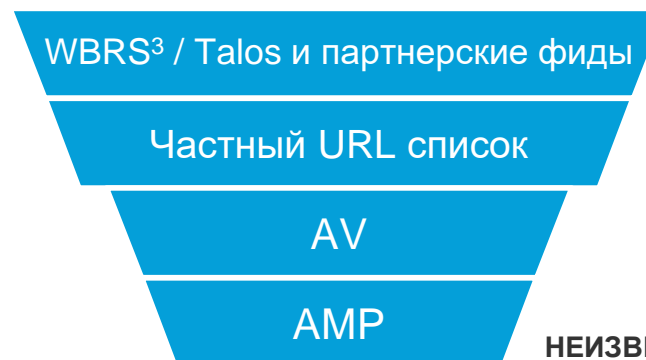 WBRS³ / Talos и партнерские фиды
Частный URL список
AV
AMP